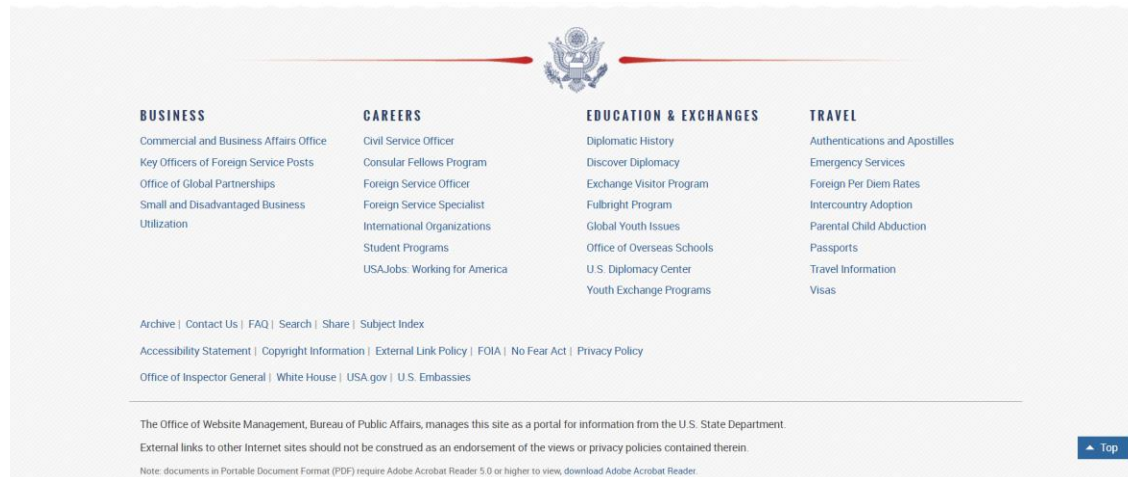 BUSINESS
Commercial and Business Affairs Office
Key Officers of Foreign Service Posts
Office of Global Partnerships
Small and Disadvantaged Business
Utilization
CAREERS
Civil Service Officer
Consular Fellows Program
Foreign Service Officer
Foreign Service Specialist
International Organizations
Student Programs
USAJobs: Working for America
EDUCATION & EXCHANGES
Diplomatic History
Discover Diplomacy
Exchange Visitor Program
Fulbright Program
Global Youth Issues
Office of Overseas Schools
U.S. Diplomacy Center
Youth Exchange Programs
TRAVEL
Authentications and Apostilles
Emergency Services
Foreign Per Diem Rates
Intercountry Adoption
Parental Child Abduction
Passports
Travel Information
Visas
Archive | Contact Us | FAQ | Search | Share | Subject Index
Accessibility Statement | Copyright Information | External Link Policy | FOIA | No Fear Act | Privacy Policy
Office of Inspector General | White House | USA.gov | U.S. Embassies
The Office of Website Management, Bureau of Public Affairs, manages this site as a portal for information from the U.S. State Department.
External links to other Internet sites should not be construed as an endorsement of the views or privacy policies contained therein.
Note: documents in Portable Document Format (PDF) require Adobe Acrobat Reader 5.0 or higher to view, download Adobe Acrobat Reader.
Top